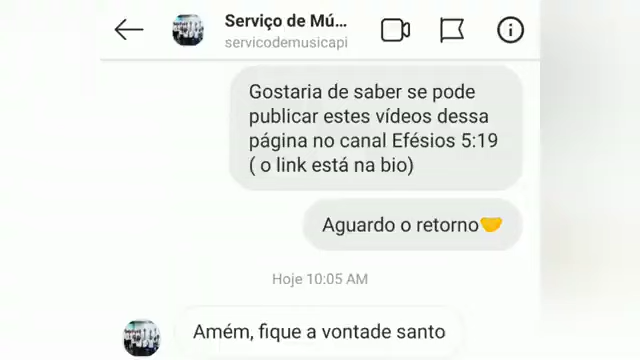 Serviço de Mú...
servicodemusicapi
Gostaria de saber se pode
publicar estes vídeos dessa
página no canal Efésios 5:19
( o link está na bio)
Aguardo o retorno🤝
Hoje 10:05 AM
Amém, fique a vontade santo